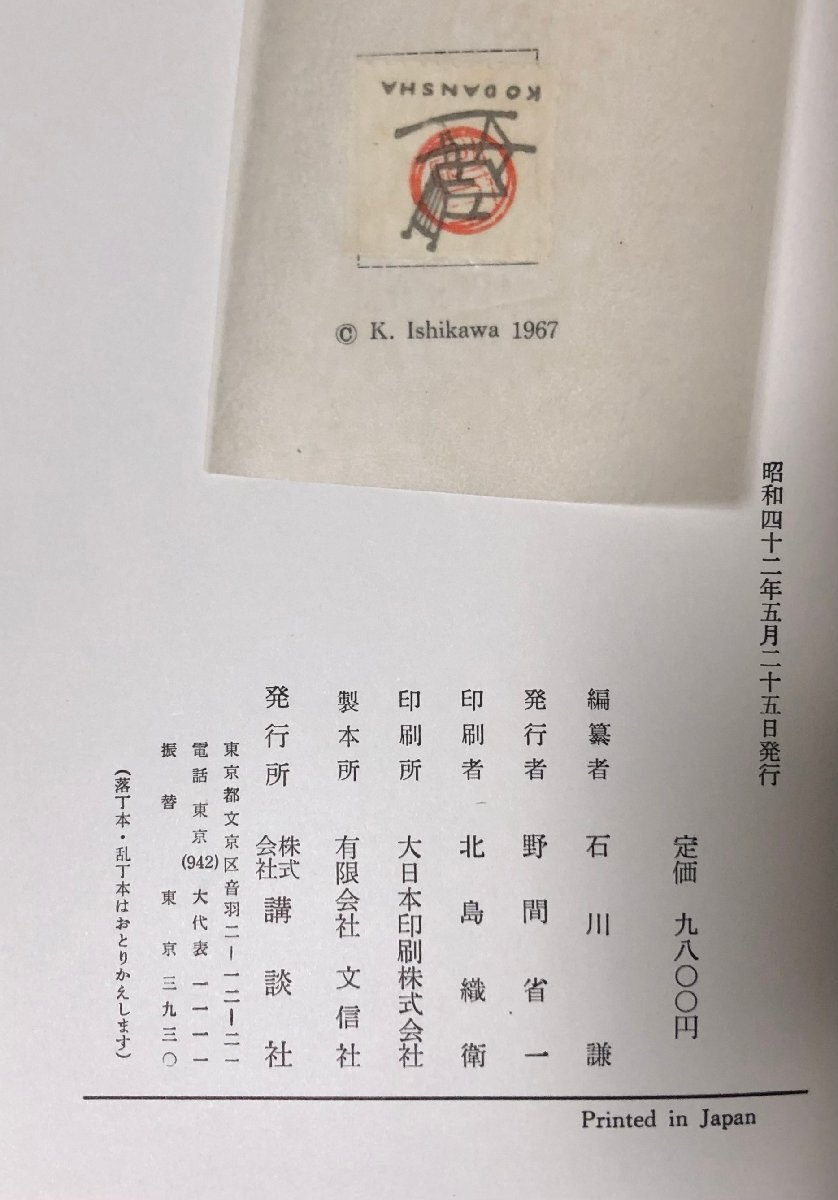 KODANSHA
© K. Ishikawa 1967
昭和四十二年五月二十五日発行
定価 九八〇〇円
編纂者 石川謙
発行者 野間省一
印刷者 北島織衛
印刷所 大日本印刷株式会社
製本所 有限会社 文信社
発行所 株式会社 講談社
東京都文京区音羽二ー一二ー二一
電話 東京(942)大代表一一一一
振替 東京三九三〇
(落丁本・乱丁本はおとりかえします)
Printed in Japan